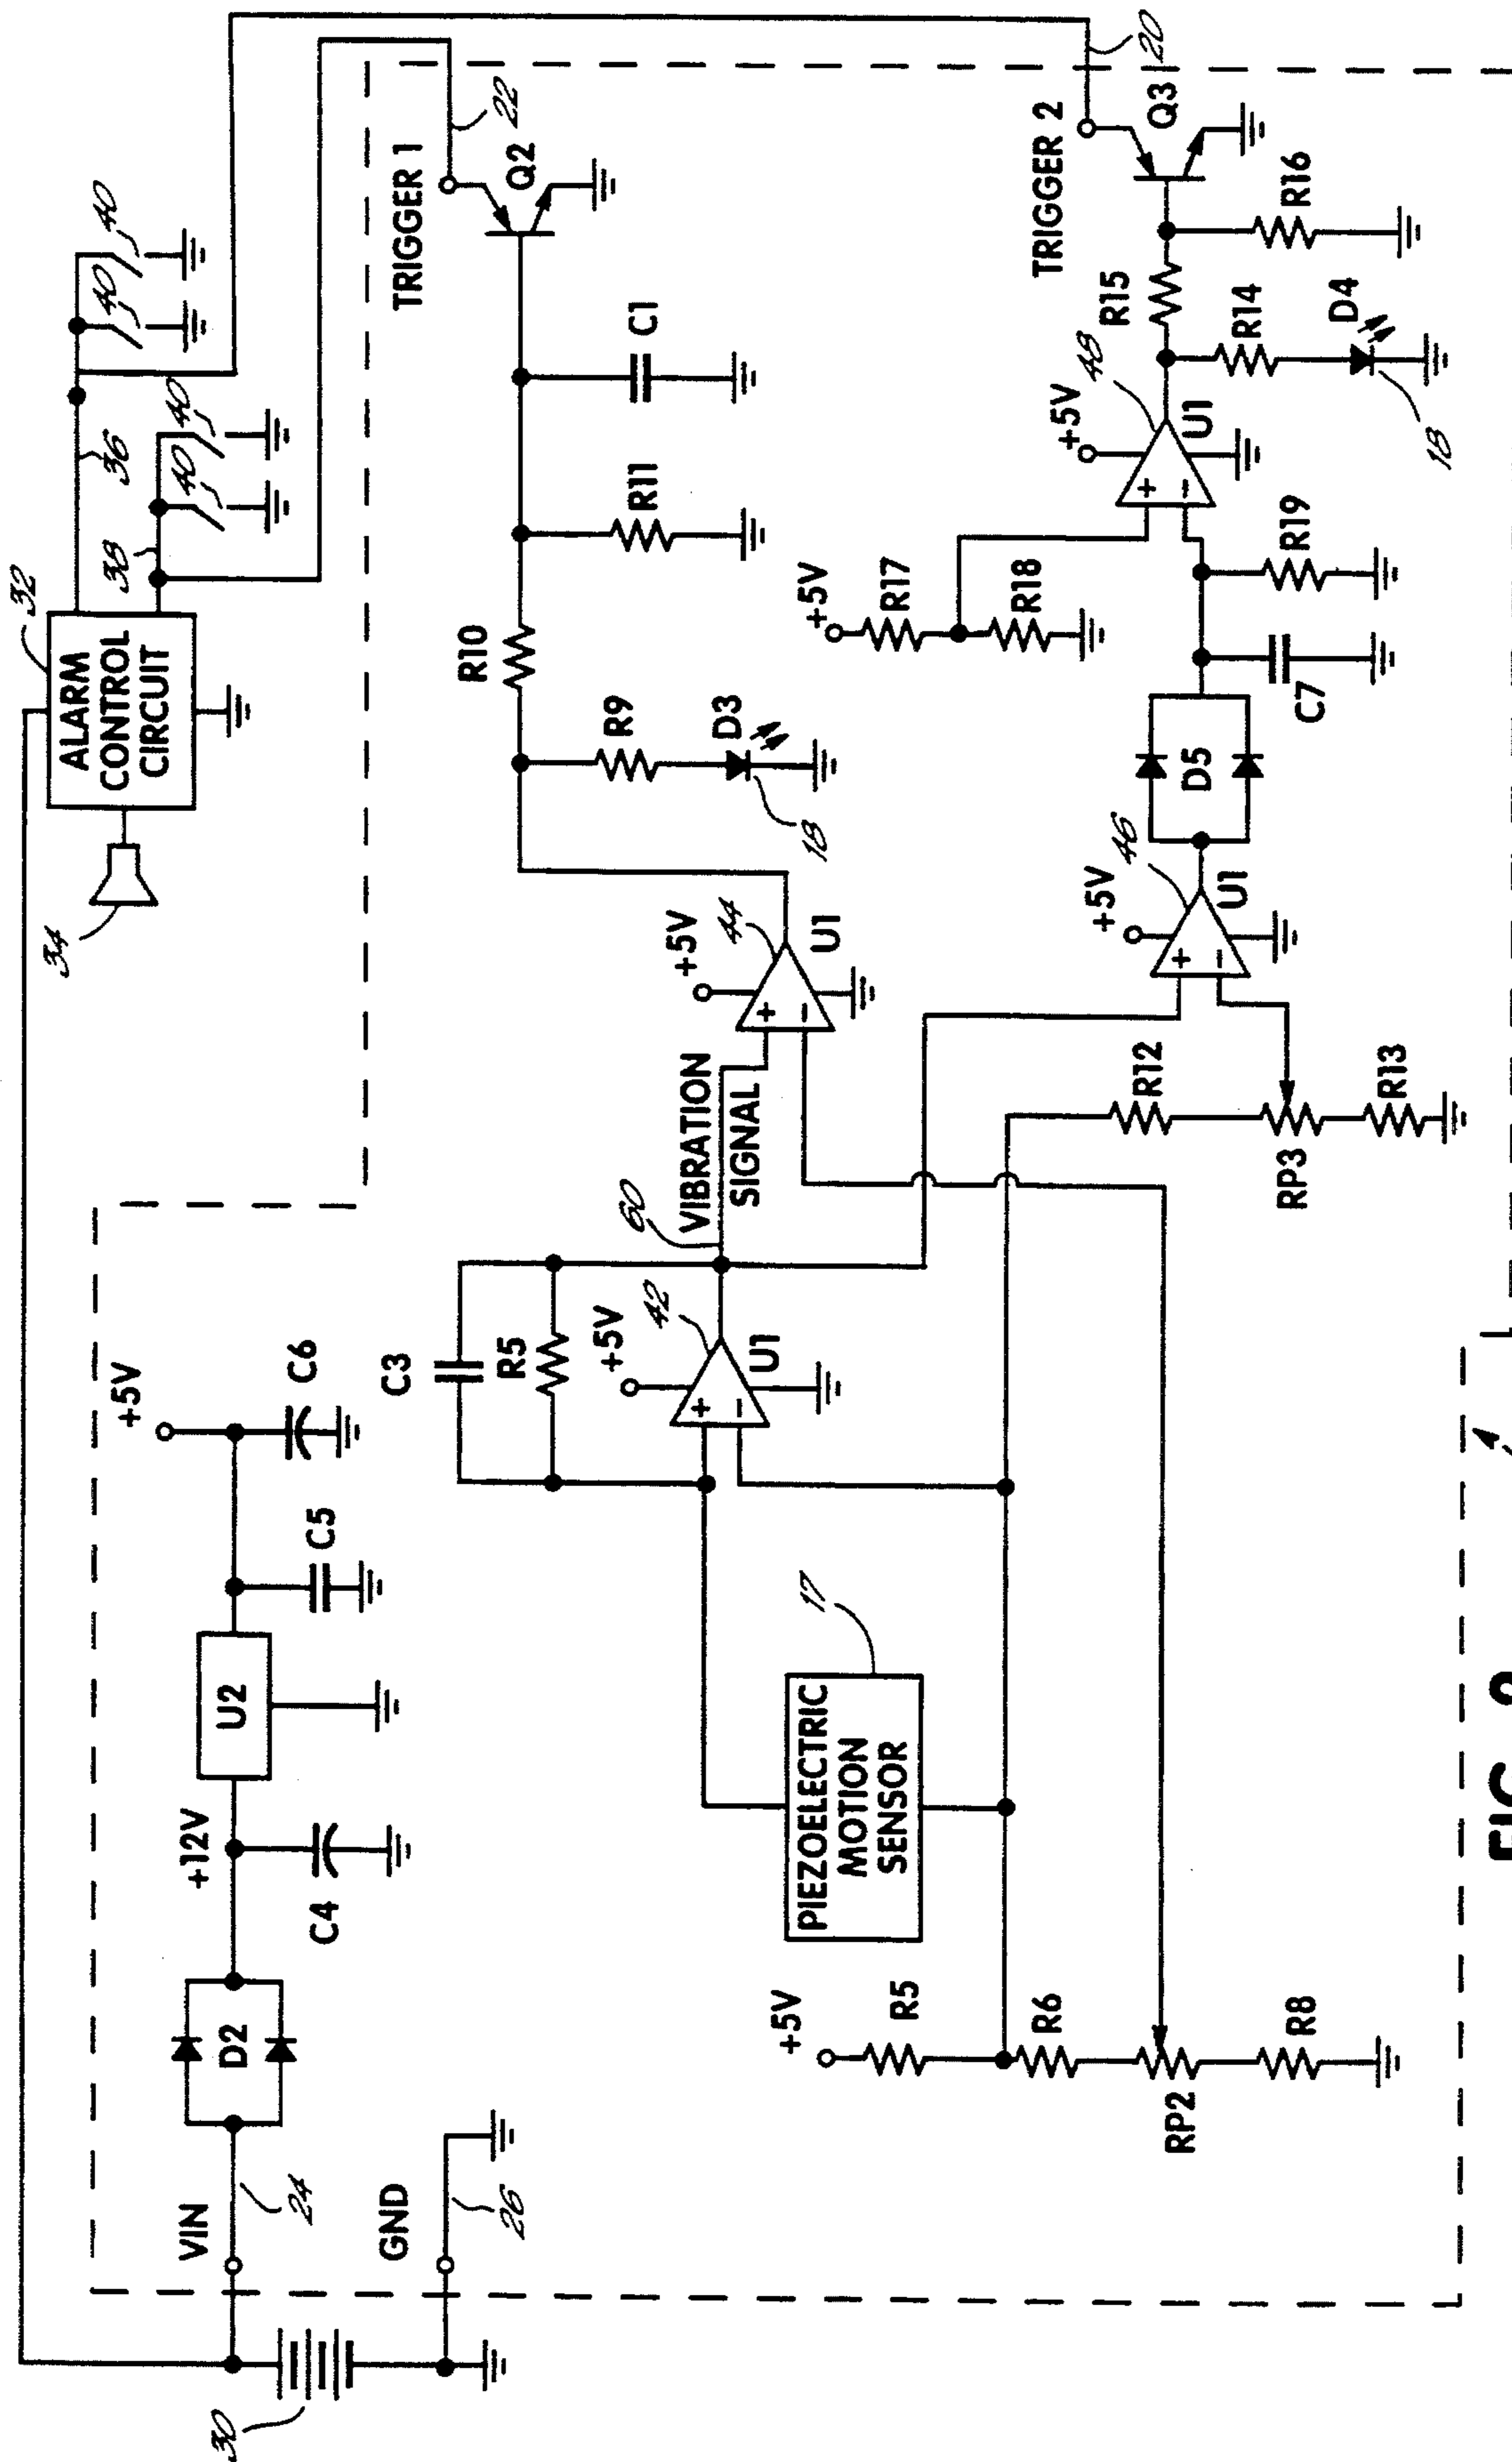 32
34
ALARM
CONTROL
CIRCUIT
36
38
40
40
40
40
20
22
30
VIN
24
GND
26
D2
+12V
C4
U2
C5
+5V
C6
TRIGGER 1
Q2
R10
R9
D3
18
R11
C1
C3
R5
+5V
42
U1
60
VIBRATION
SIGNAL
+
−
+5V
44
U1
+
−
PIEZOELECTRIC
MOTION
SENSOR
17
+5V
R5
R6
RP2
R8
R12
RP3
R13
+5V
46
U1
+
−
D5
C7
R19
+5V
R17
R18
+5V
48
U1
+
−
R15
R14
D4
18
R16
TRIGGER 2
Q3
FIG.